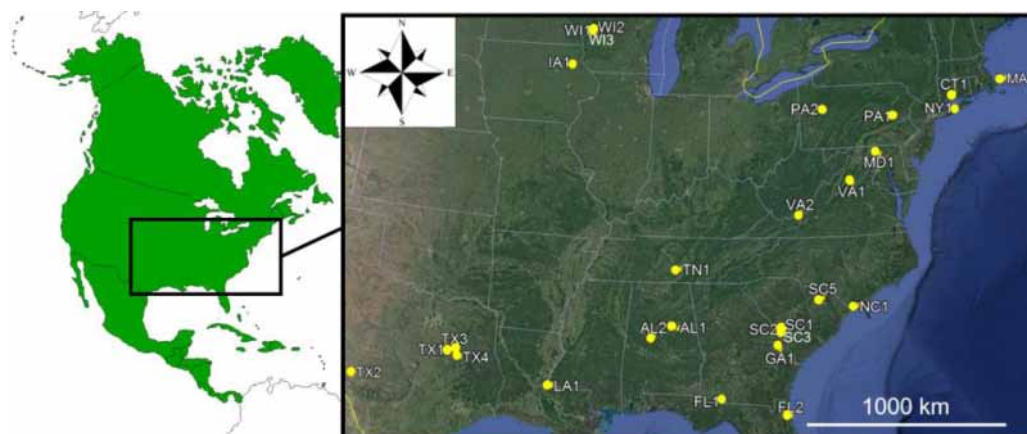 N
W E
S
WI1 WI2
WI3
IA1
MA
CT1
PA2 PA1 NY1
MD1
VA1
VA2
TN1
SC5
NC1
AL2 AL1 SC2 SC1
SC3
TX3
TX1 TX4 GA1
TX2
LA1
FL1 FL2
1000 km